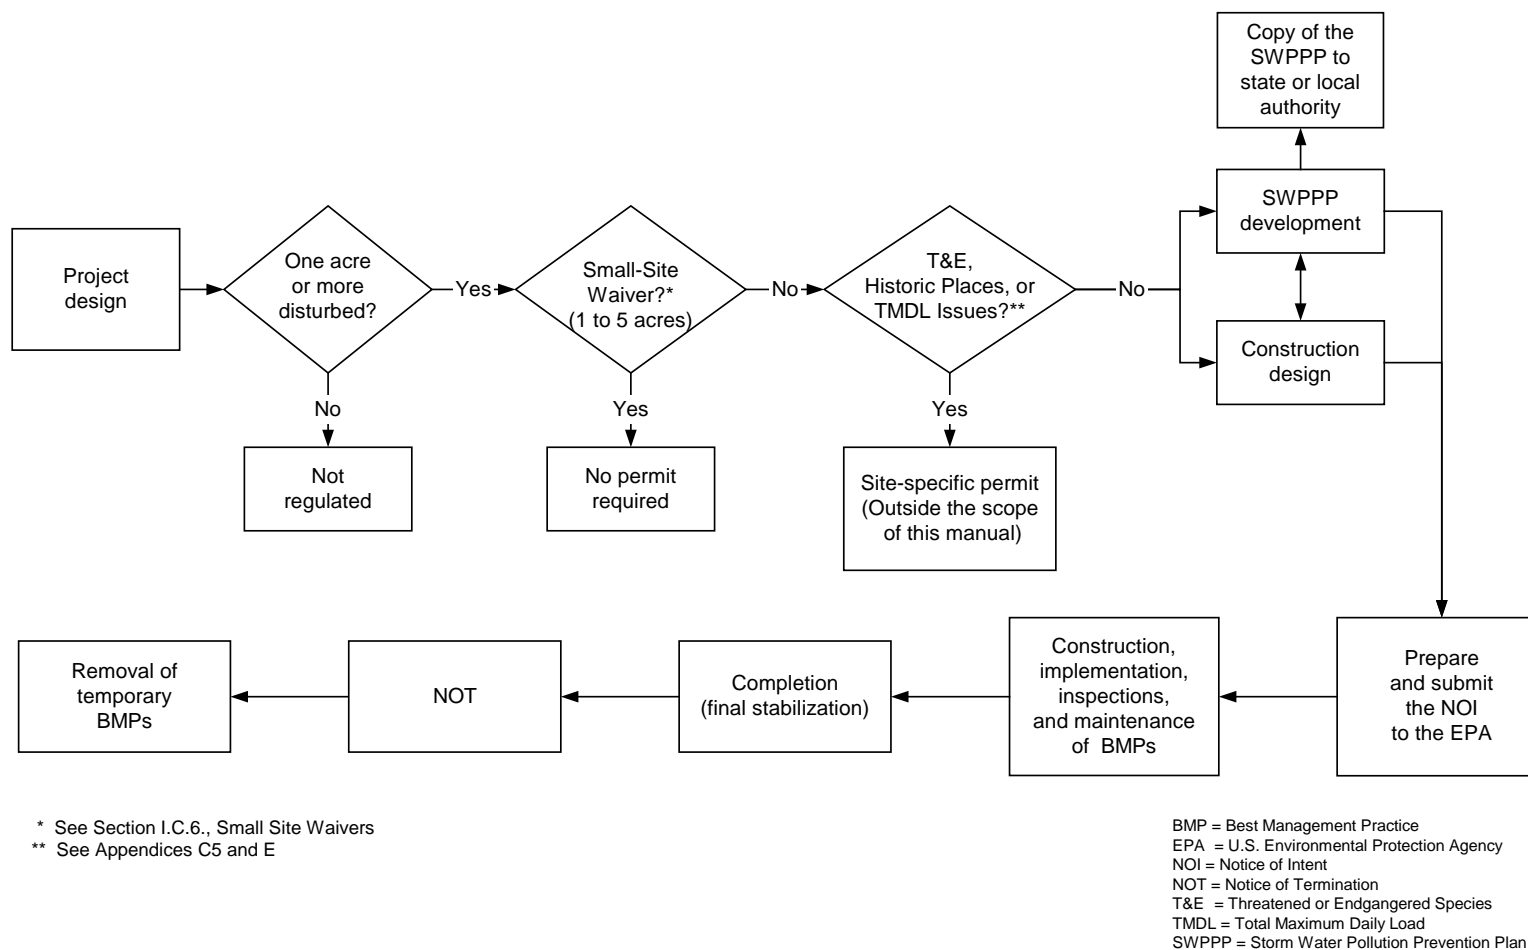 Project
design
One acre
or more
disturbed?
Yes
No
Not
regulated
Small-Site
Waiver?*
(1 to 5 acres)
No
Yes
No permit
required
T&E,
Historic Places, or
TMDL Issues?**
No
Yes
Site-specific permit
(Outside the scope
of this manual)
Copy of the
SWPPP to
state or local
authority
SWPPP
development
Construction
design
Prepare
and submit
the NOI
to the EPA
Construction,
implementation,
inspections,
and maintenance
of BMPs
Completion
(final stabilization)
NOT
Removal of
temporary
BMPs
* See Section I.C.6., Small Site Waivers
** See Appendices C5 and E
BMP = Best Management Practice
EPA = U.S. Environmental Protection Agency
NOI = Notice of Intent
NOT = Notice of Termination
T&E = Threatened or Endgangered Species
TMDL = Total Maximum Daily Load
SWPPP = Storm Water Pollution Prevention Plan